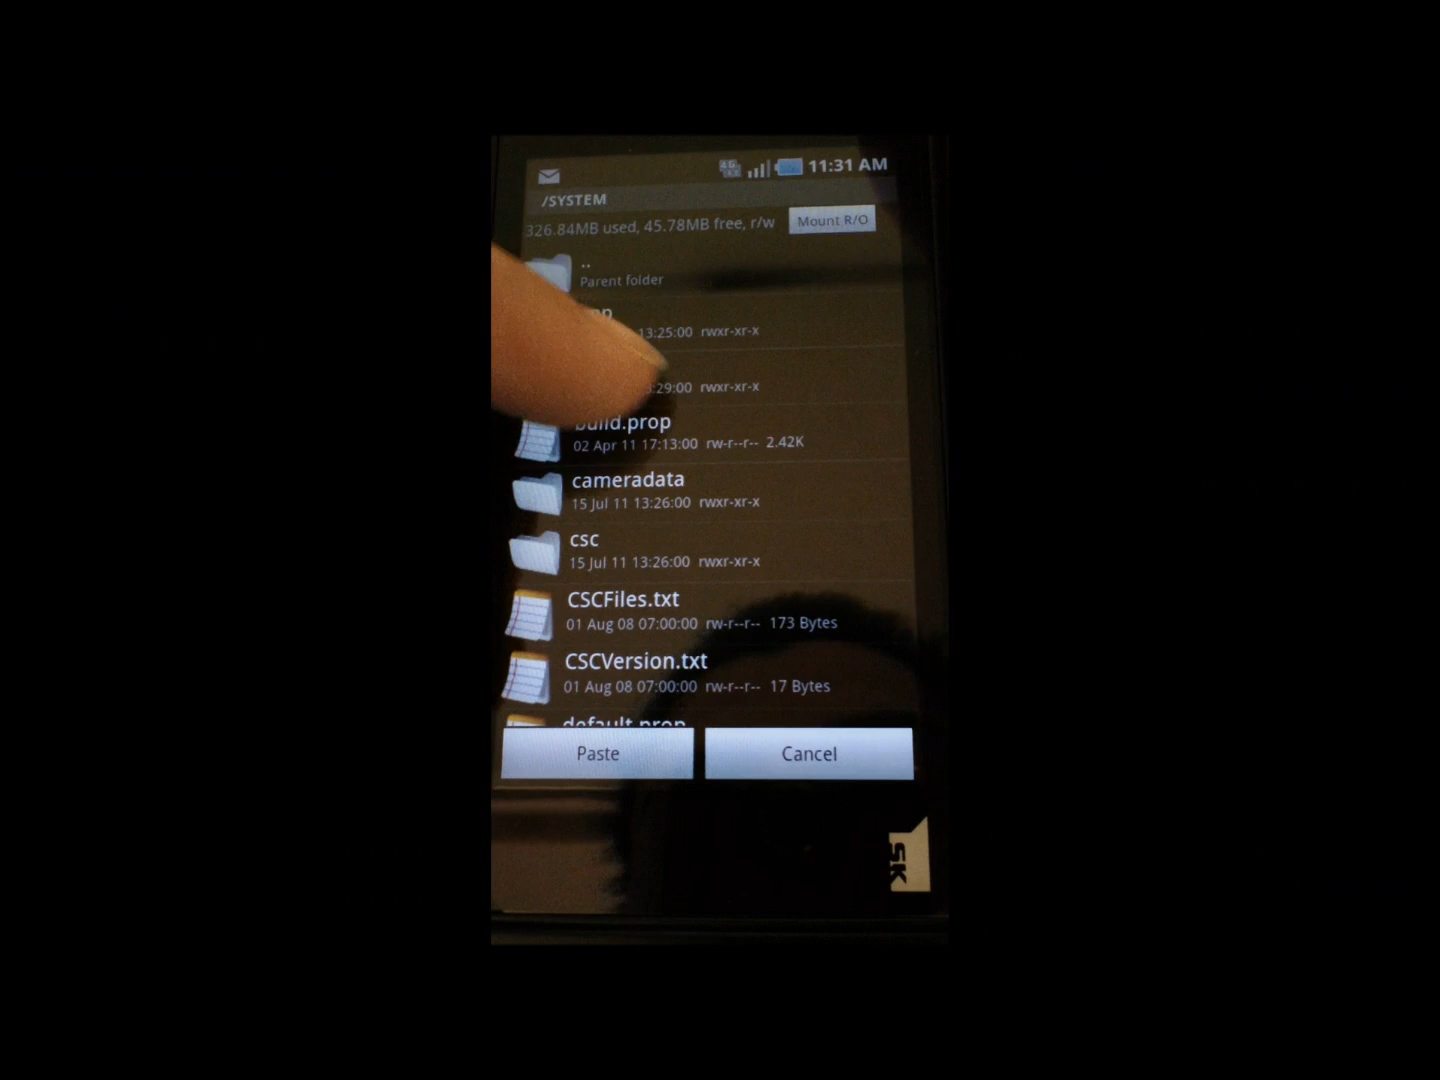 11:31 AM
/SYSTEM
326.84MB used, 45.78MB free, r/w Mount R/O
..
Parent folder
13:25:00 rwxr-xr-x
:29:00 rwxr-xr-x
build.prop
02 Apr 11 17:13:00 rw-r--r-- 2.42K
cameradata
15 Jul 11 13:26:00 rwxr-xr-x
csc
15 Jul 11 13:26:00 rwxr-xr-x
CSCFiles.txt
01 Aug 08 07:00:00 rw-r--r-- 173 Bytes
CSCVersion.txt
01 Aug 08 07:00:00 rw-r--r-- 17 Bytes
default.prop
Paste Cancel
SK